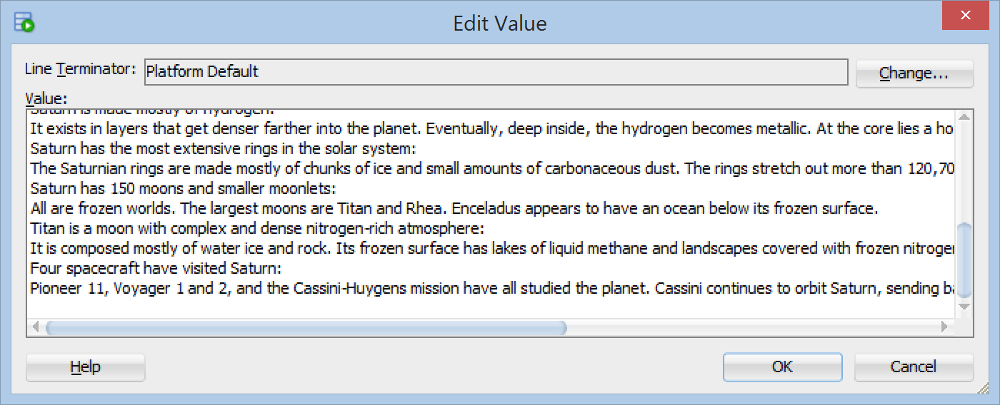 Edit Value
Line Terminator: Platform Default Change...
Value:
Saturn is made mostly of hydrogen:
It exists in layers that get denser farther into the planet. Eventually, deep inside, the hydrogen becomes metallic. At the core lies a ho
Saturn has the most extensive rings in the solar system:
The Saturnian rings are made mostly of chunks of ice and small amounts of carbonaceous dust. The rings stretch out more than 120,70
Saturn has 150 moons and smaller moonlets:
All are frozen worlds. The largest moons are Titan and Rhea. Enceladus appears to have an ocean below its frozen surface.
Titan is a moon with complex and dense nitrogen-rich atmosphere:
It is composed mostly of water ice and rock. Its frozen surface has lakes of liquid methane and landscapes covered with frozen nitroger
Four spacecraft have visited Saturn:
Pioneer 11, Voyager 1 and 2, and the Cassini-Huygens mission have all studied the planet. Cassini continues to orbit Saturn, sending ba
Help OK Cancel